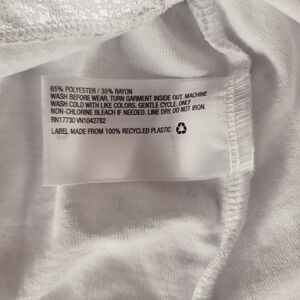 65% POLYESTER / 35% RAYON
WASH BEFORE WEAR, TURN GARMENT INSIDE OUT. MACHINE
WASH COLD WITH LIKE COLORS. GENTLE CYCLE, ONLY
NON-CHLORINE BLEACH IF NEEDED. LINE DRY DO NOT IRON.
RN17730 VN1042782
LABEL MADE FROM 100% RECYCLED PLASTIC